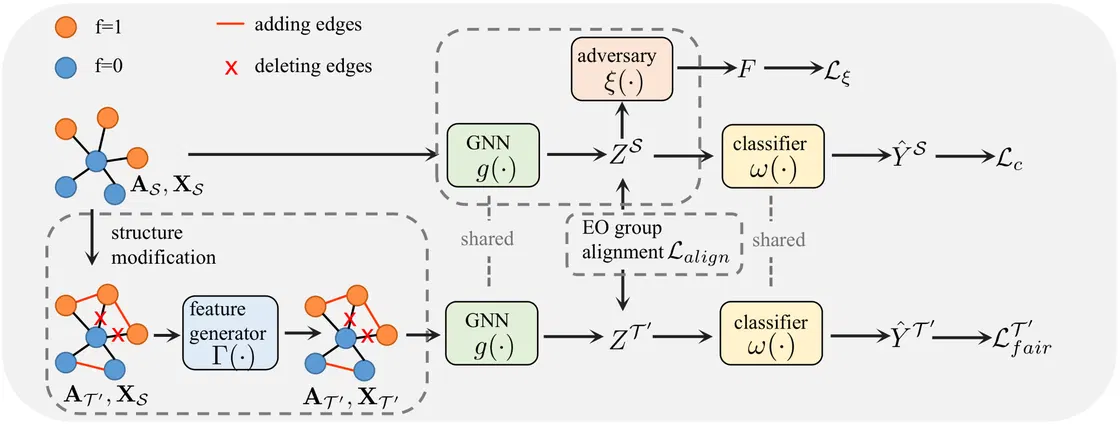 f=1
adding edges
f=0
x deleting edges
adversary
ξ(·)
F
ℒ_ξ
GNN
g(·)
Z^𝒮
classifier
ω(·)
Ŷ^𝒮
ℒ_c
A_𝒮, X_𝒮
structure
modification
shared
EO group
alignment ℒ_align
shared
x
x
feature
generator
Γ(·)
x
x
GNN
g(·)
Z^𝒯′
classifier
ω(·)
Ŷ^𝒯′
ℒ^𝒯′_fair
A_𝒯′, X_𝒮
A_𝒯′, X_𝒯′